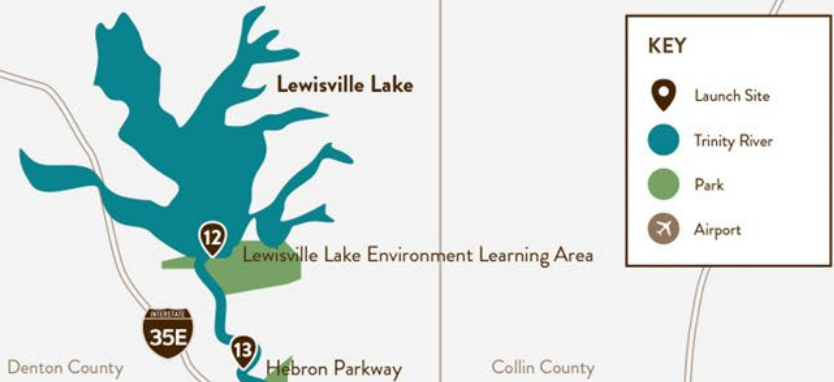 KEY
Launch Site
Trinity River
Park
Airport
Lewisville Lake
12
Lewisville Lake Environment Learning Area
INTERSTATE
35E
13
Hebron Parkway
Denton County
Collin County